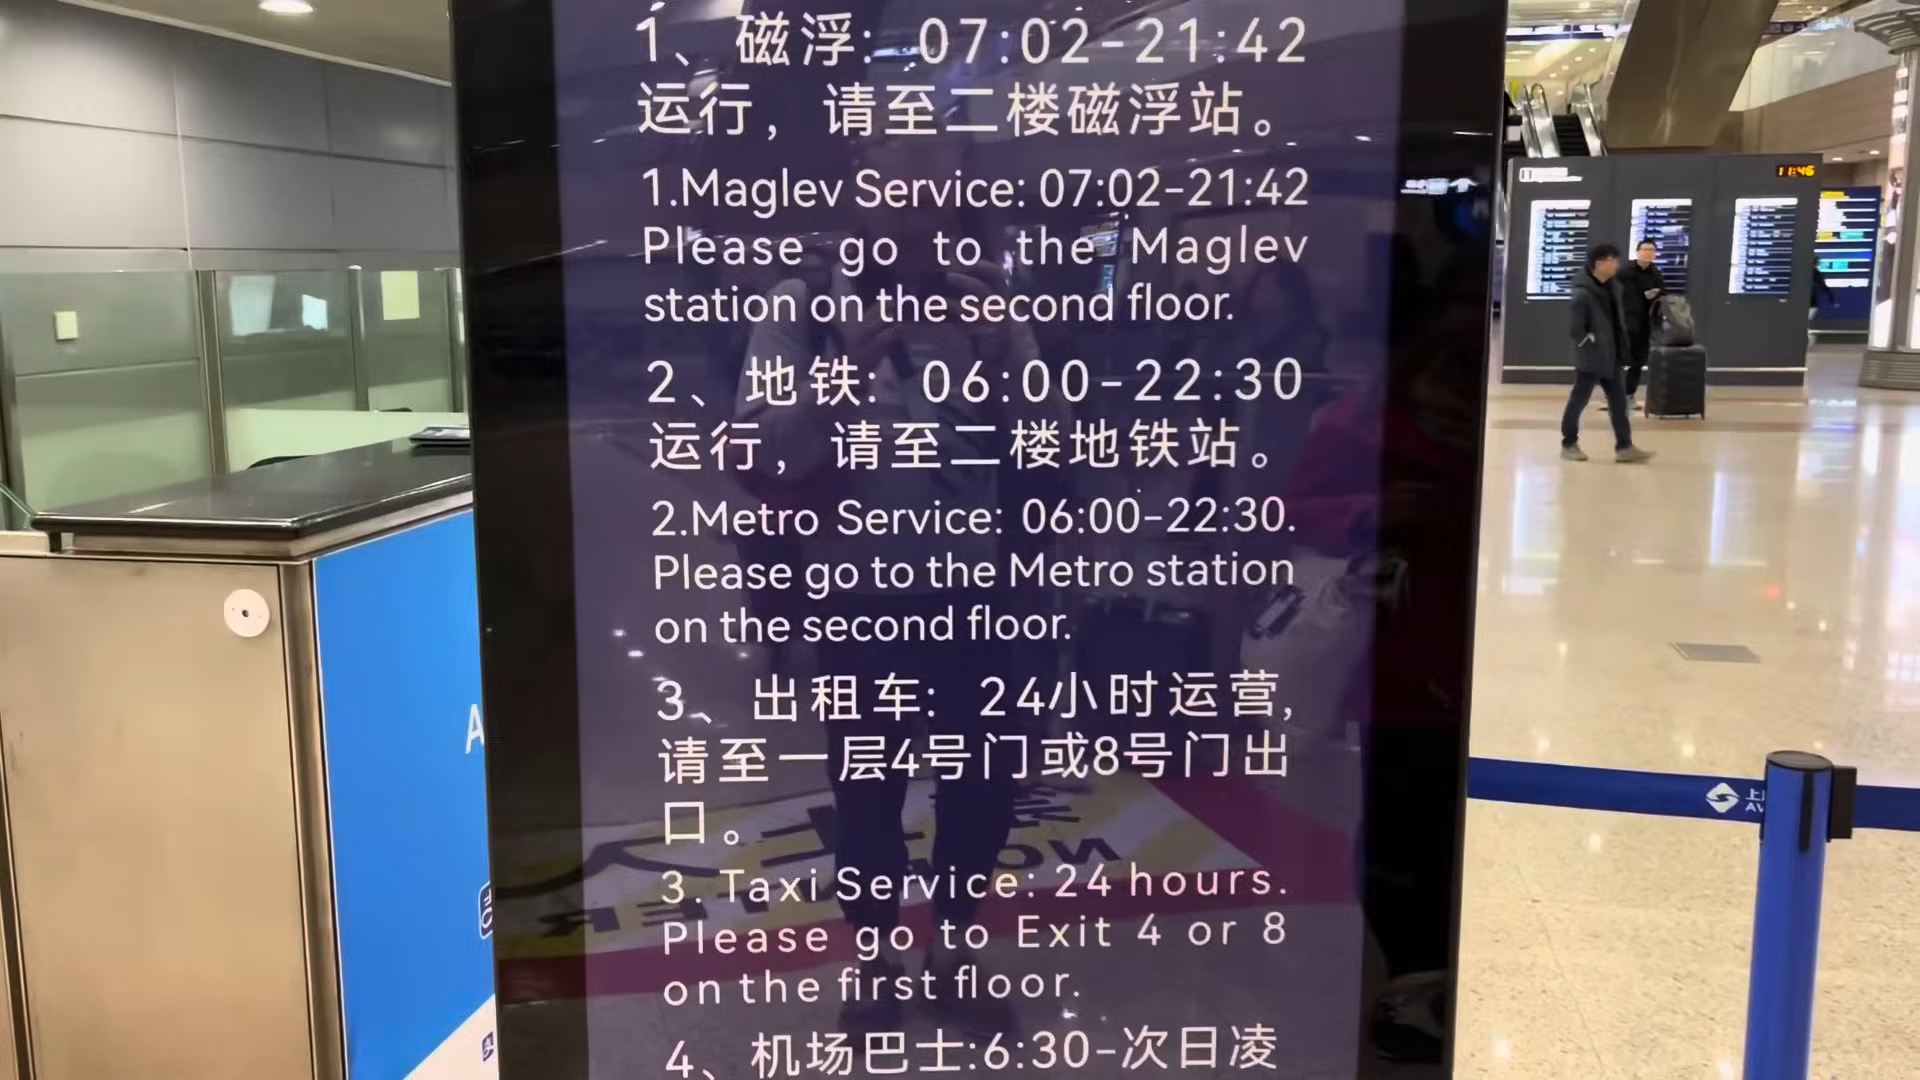 1、磁浮: 07:02-21:42
运行，请至二楼磁浮站。
1.Maglev Service: 07:02-21:42
Please go to the Maglev
station on the second floor.
2、地铁: 06:00-22:30
运行，请至二楼地铁站。
2.Metro Service: 06:00-22:30.
Please go to the Metro station
on the second floor.
3、出租车: 24小时运营,
请至一层4号门或8号门出
口。
3.Taxi Service: 24 hours.
Please go to Exit 4 or 8
on the first floor.
4、机场巴士:6:30-次日凌
11:46